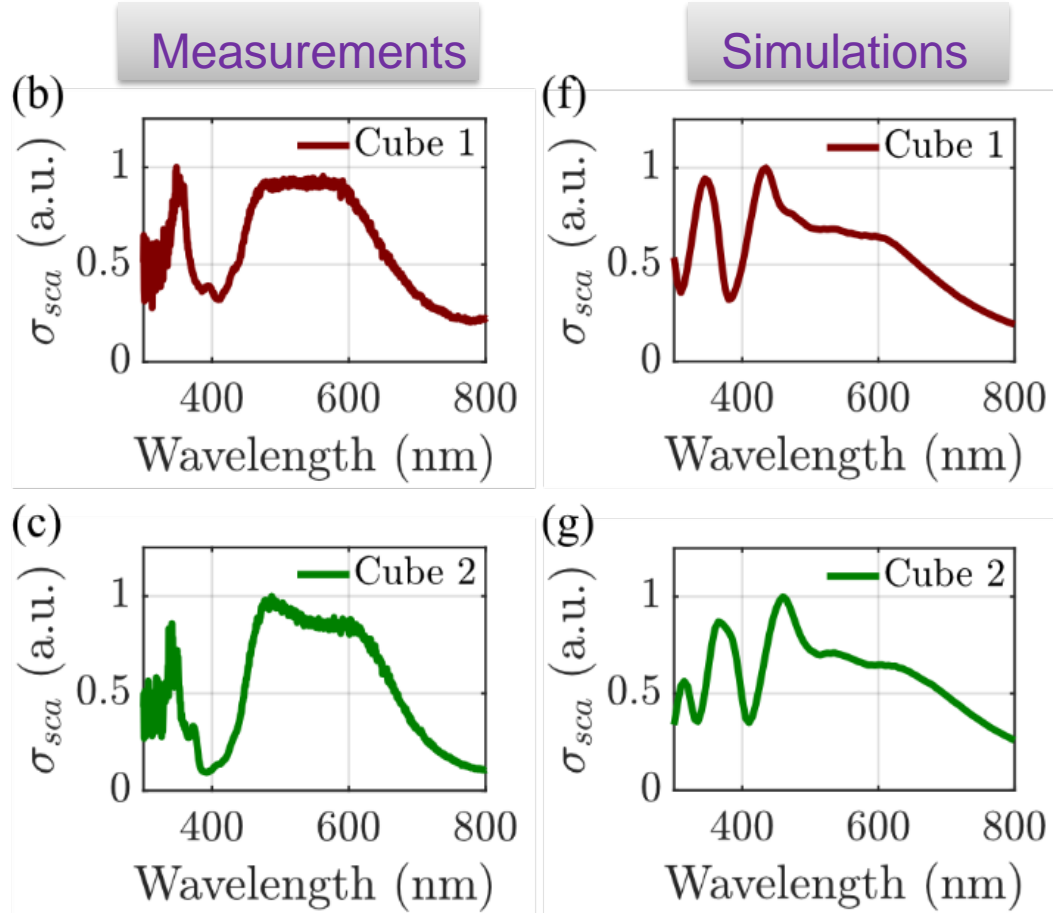 Measurements
Simulations
(b)
Cube 1
1
0.5
0
σsca (a.u.)
400 600 800
Wavelength (nm)
(f)
Cube 1
1
0.5
0
σsca (a.u.)
400 600 800
Wavelength (nm)
(c)
Cube 2
1
0.5
0
σsca (a.u.)
400 600 800
Wavelength (nm)
(g)
Cube 2
1
0.5
0
σsca (a.u.)
400 600 800
Wavelength (nm)